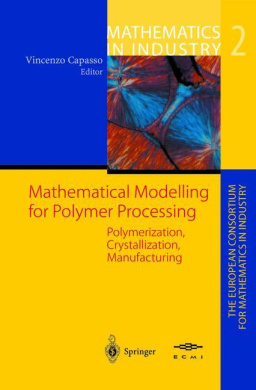 MATHEMATICS
IN INDUSTRY 2
Vincenzo Capasso
Editor
Mathematical Modelling
for Polymer Processing
Polymerization,
Crystallization,
Manufacturing
THE EUROPEAN CONSORTIUM
FOR MATHEMATICS IN INDUSTRY
Springer
ECMI